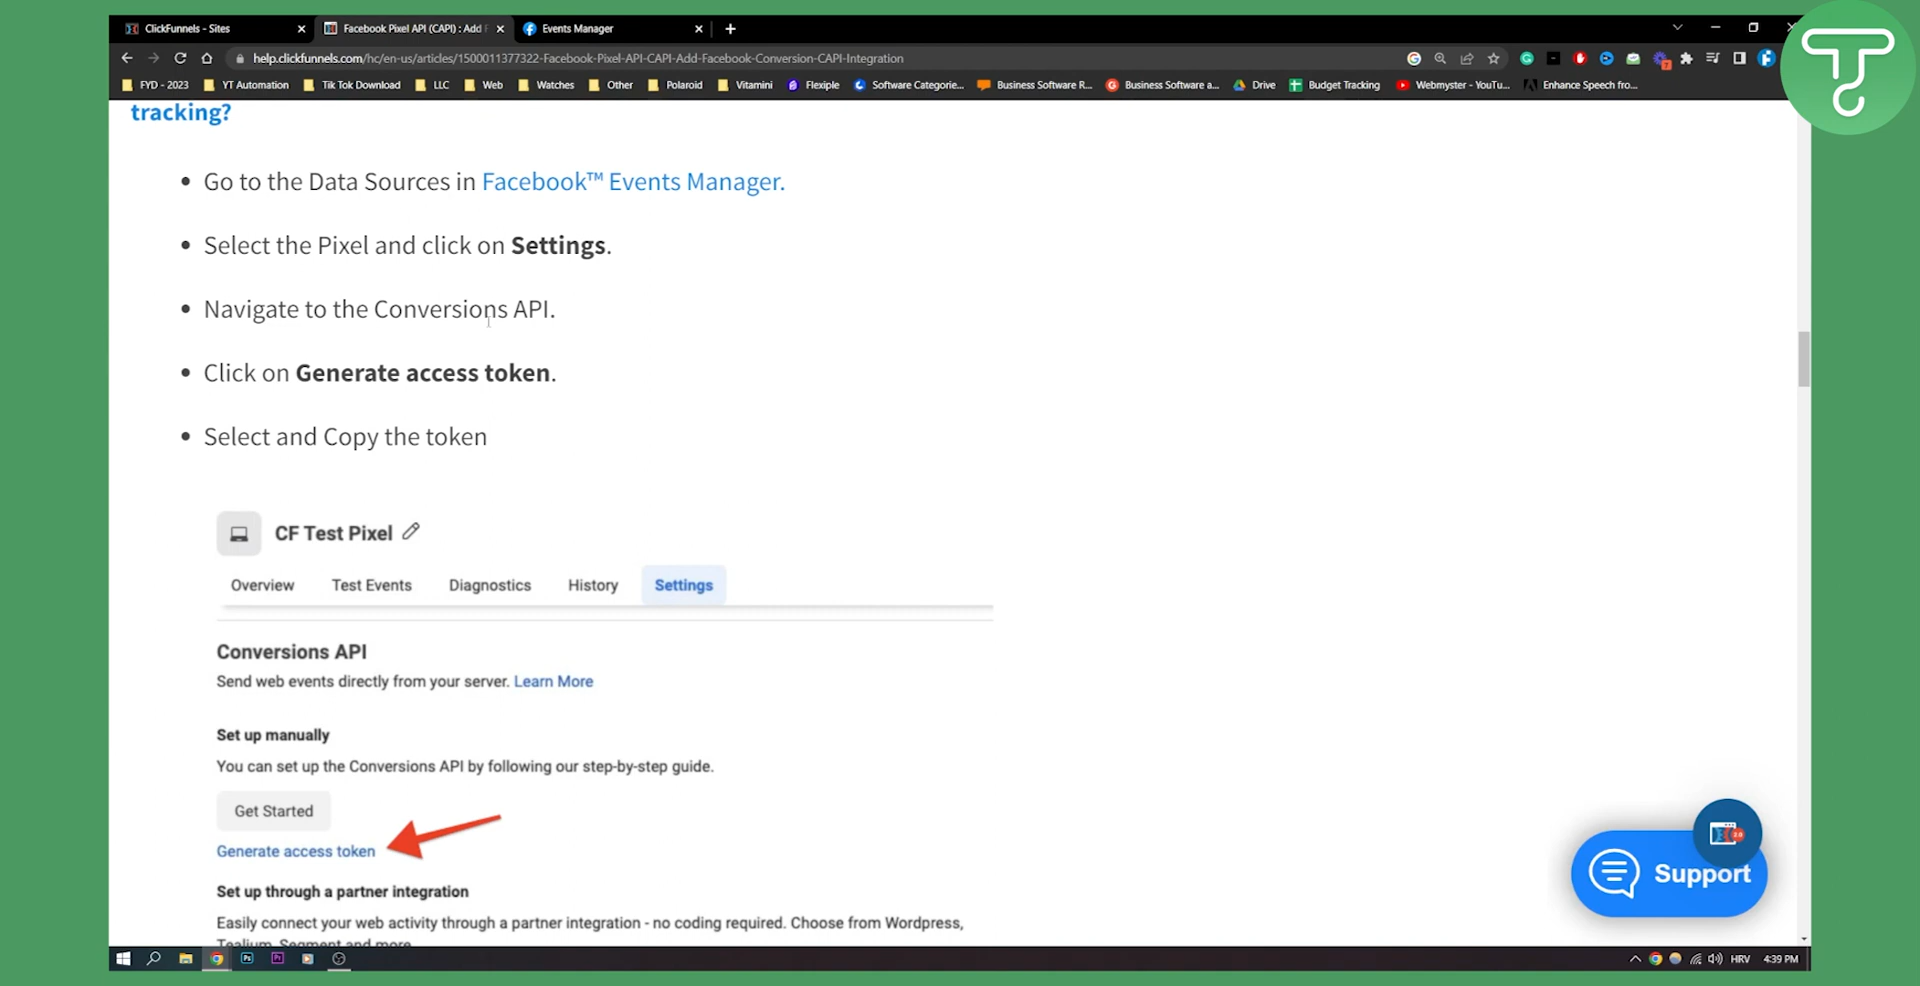 ClickFunnels - Sites
Facebook Pixel API (CAPI) : Add F
Events Manager
help.clickfunnels.com/hc/en-us/articles/1500011377322-Facebook-Pixel-API-CAPI-Add-Facebook-Conversion-CAPI-Integration
FYD - 2023 YT Automation Tik Tok Download LLC Web Watches Other Polaroid Vitamini Flexiple Software Categorie... Business Software R... Business Software a... Drive Budget Tracking Webmyster - YouTu... Enhance Speech fro...
tracking?
• Go to the Data Sources in Facebook™ Events Manager.
• Select the Pixel and click on Settings.
• Navigate to the Conversions API.
• Click on Generate access token.
• Select and Copy the token
CF Test Pixel
Overview Test Events Diagnostics History Settings
Conversions API
Send web events directly from your server. Learn More
Set up manually
You can set up the Conversions API by following our step-by-step guide.
Get Started
Generate access token
Set up through a partner integration
Easily connect your web activity through a partner integration - no coding required. Choose from Wordpress,
Tealium, Segment and more
2.0
Support
Ps
Pr
HRV 4:39 PM